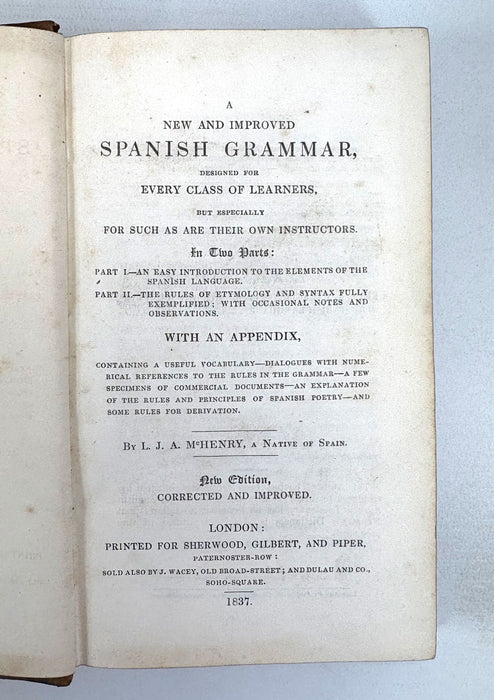 A
NEW AND IMPROVED
SPANISH GRAMMAR,
DESIGNED FOR
EVERY CLASS OF LEARNERS,
BUT ESPECIALLY
FOR SUCH AS ARE THEIR OWN INSTRUCTORS.
In Two Parts:
PART I.—AN EASY INTRODUCTION TO THE ELEMENTS OF THE
SPANISH LANGUAGE.
PART II.—THE RULES OF ETYMOLOGY AND SYNTAX FULLY
EXEMPLIFIED; WITH OCCASIONAL NOTES AND
OBSERVATIONS.
WITH AN APPENDIX,
CONTAINING A USEFUL VOCABULARY—DIALOGUES WITH NUME-
RICAL REFERENCES TO THE RULES IN THE GRAMMAR—A FEW
SPECIMENS OF COMMERCIAL DOCUMENTS—AN EXPLANATION
OF THE RULES AND PRINCIPLES OF SPANISH POETRY—AND
SOME RULES FOR DERIVATION.
BY L. J. A. McHENRY, A NATIVE OF SPAIN.
New Edition,
CORRECTED AND IMPROVED.
LONDON:
PRINTED FOR SHERWOOD, GILBERT, AND PIPER,
PATERNOSTER-ROW:
SOLD ALSO BY J. WACEY, OLD BROAD-STREET; AND DULAU AND CO.,
SOHO-SQUARE.
1837.